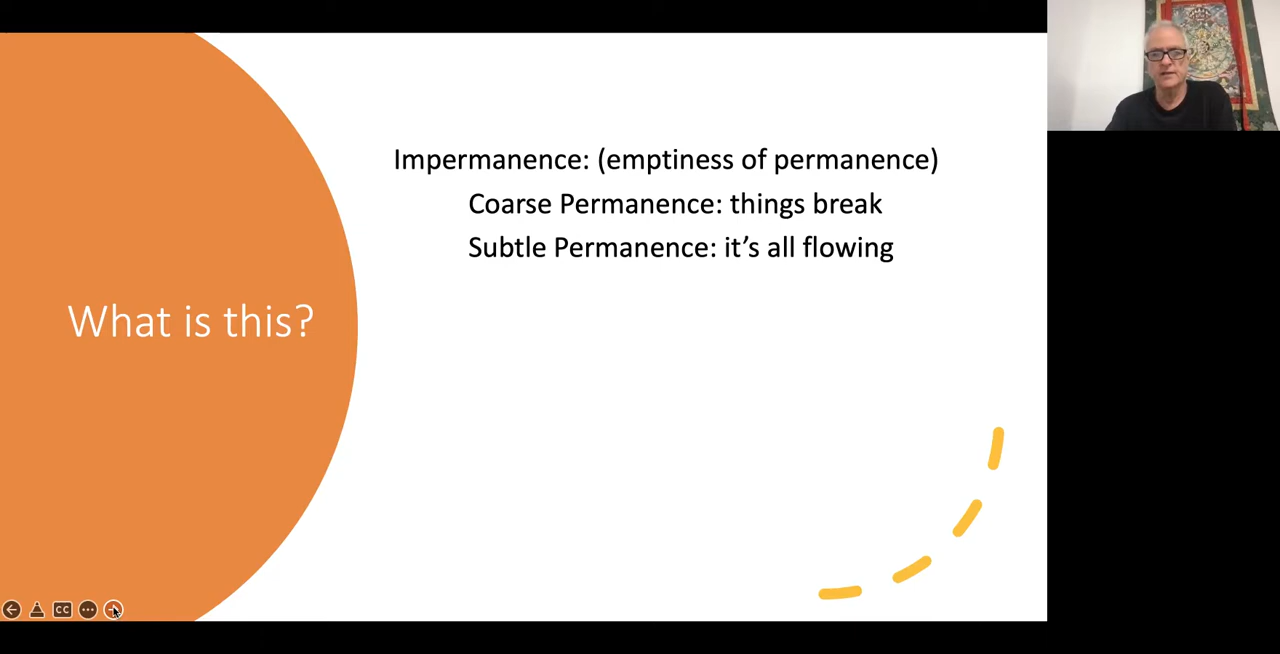 What is this?
Impermanence: (emptiness of permanence)
Coarse Permanence: things break
Subtle Permanence: it’s all flowing
CC